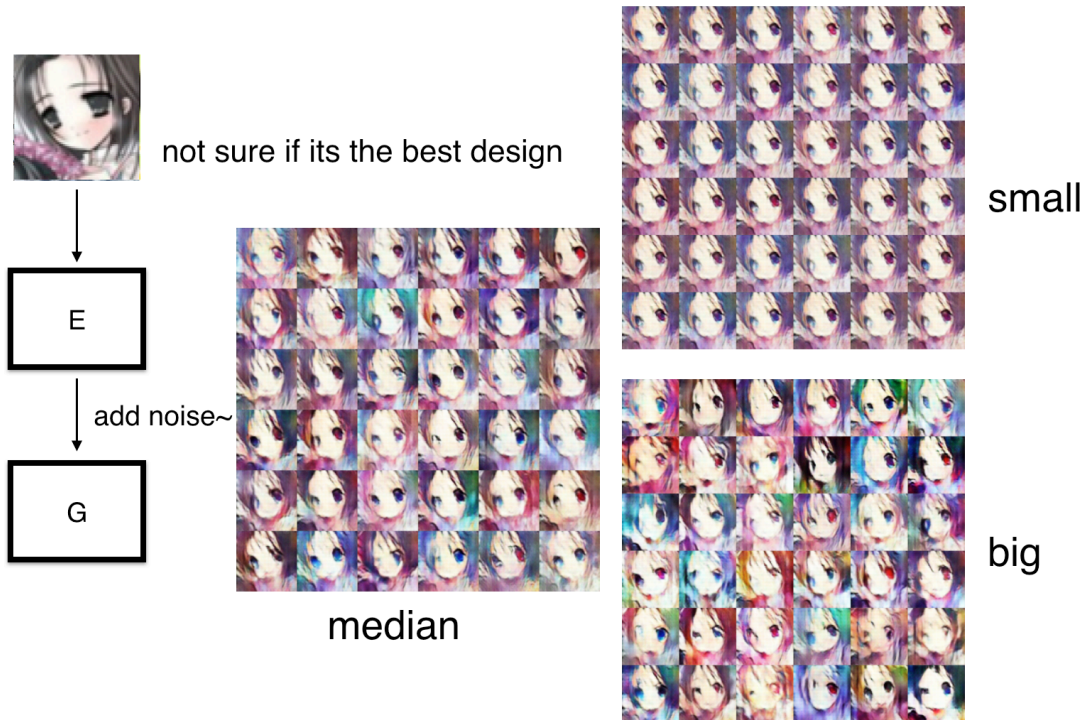 not sure if its the best design
E
add noise~
G
median
small
big